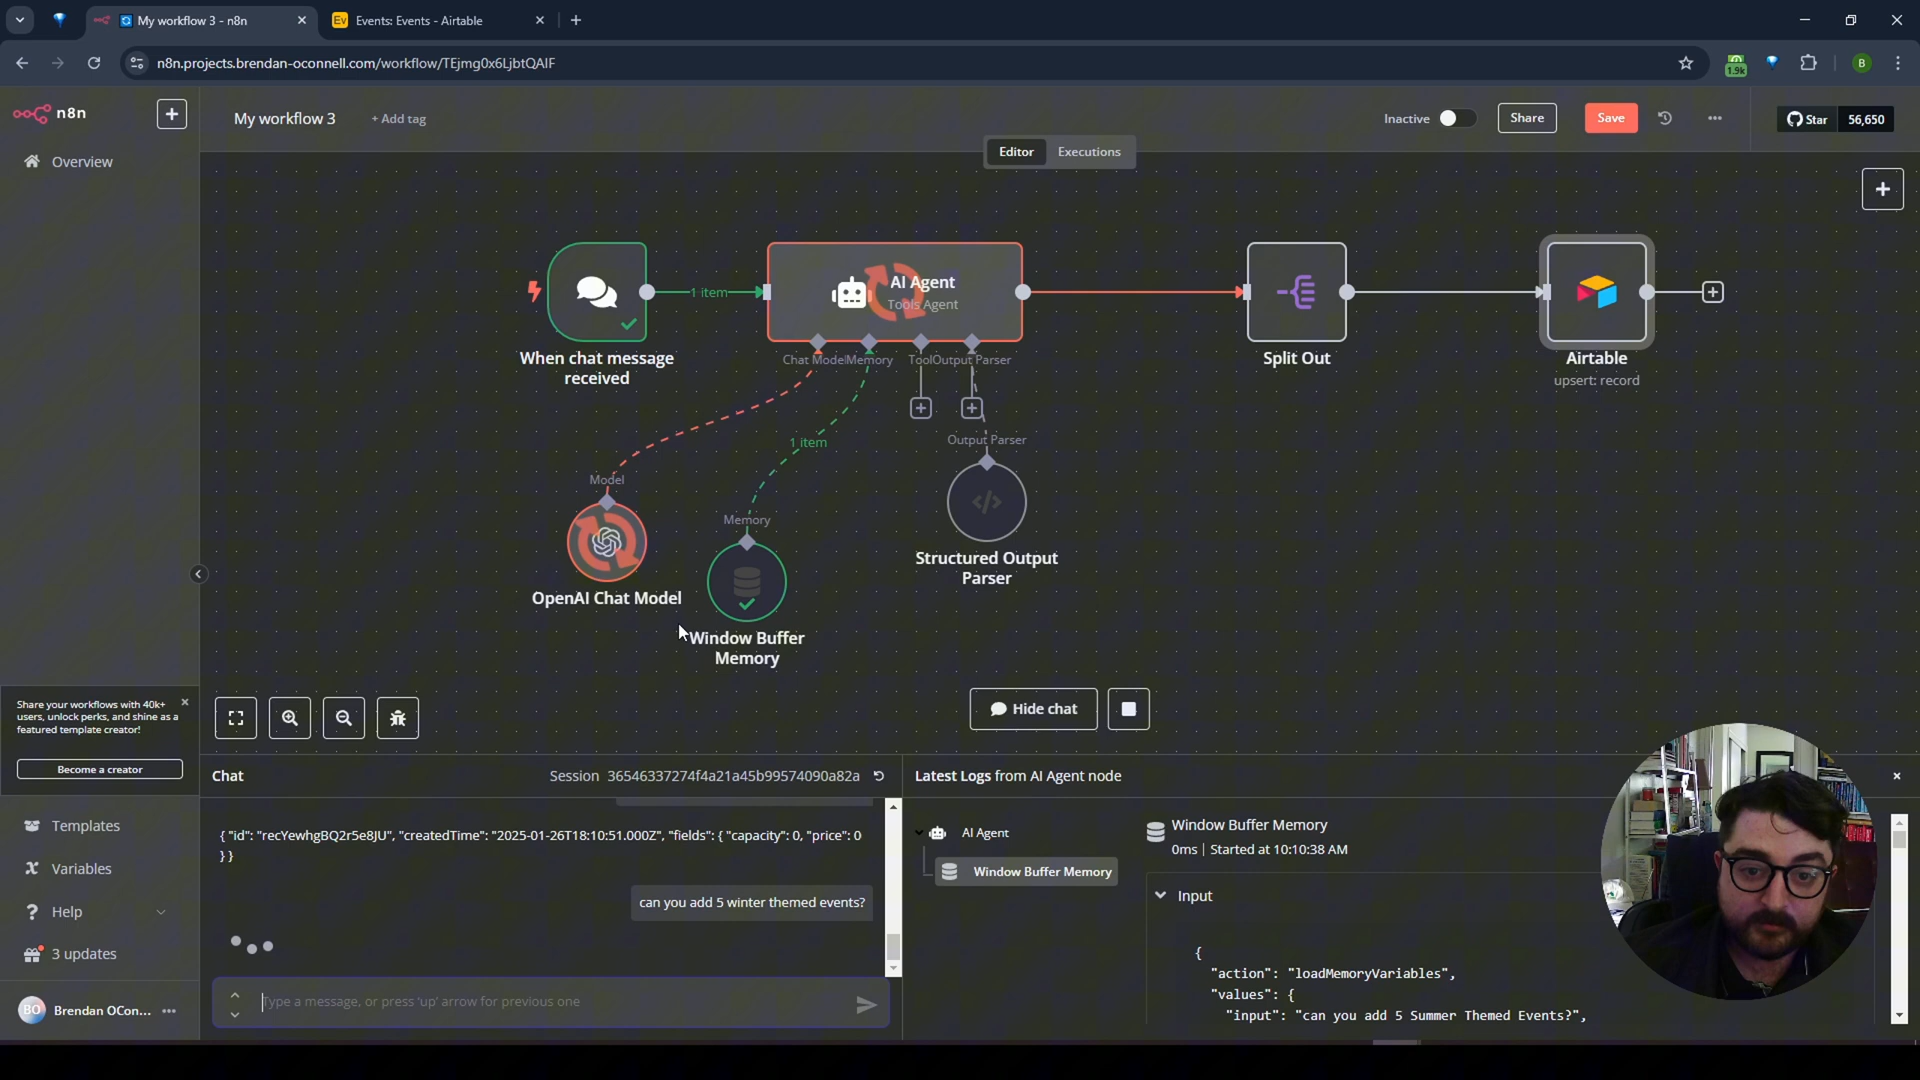 My workflow 3 - n8n
Ev
Events: Events - Airtable
n8n.projects.brendan-oconnell.com/workflow/TEjmg0x6LjbtQAlF
1.9k
B
n8n
My workflow 3
+ Add tag
Inactive
Share
Save
Star
56,650
Overview
Editor
Executions
1 item
AI Agent
Tools Agent
When chat message
received
Chat Model
Memory
Tool
Output Parser
Split Out
Airtable
upsert: record
1 item
Output Parser
Model
Memory
OpenAI Chat Model
Window Buffer
Memory
Structured Output
Parser
Share your workflows with 40k+
users, unlock perks, and shine as a
featured template creator!
Become a creator
Hide chat
Templates
Variables
Help
3 updates
BO
Brendan OCon...
Chat
Session 36546337274f4a21a45b99574090a82a
{ "id": "recYewhgBQ2r5e8JU", "createdTime": "2025-01-26T18:10:51.000Z", "fields": { "capacity": 0, "price": 0
} }
can you add 5 winter themed events?
Type a message, or press 'up' arrow for previous one
Latest Logs from AI Agent node
AI Agent
Window Buffer Memory
Window Buffer Memory
0ms | Started at 10:10:38 AM
Input
{
"action": "loadMemoryVariables",
"values": {
"input": "can you add 5 Summer Themed Events?",